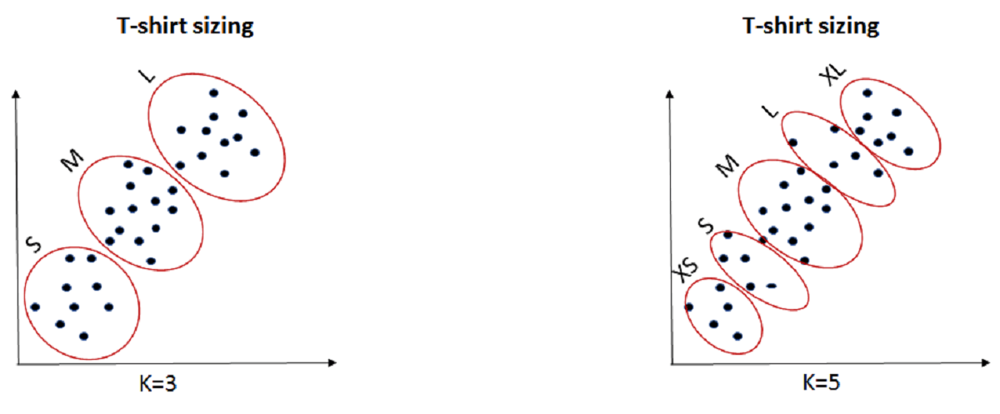 T-shirt sizing
L
M
S
K=3
T-shirt sizing
XL
L
M
S
XS
K=5